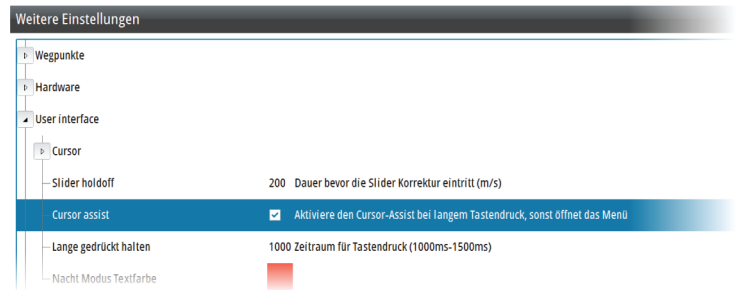 Weitere Einstellungen
Wegpunkte
Hardware
User interface
Cursor
Slider holdoff 200 Dauer bevor die Slider Korrektur eintritt (m/s)
Cursor assist Aktiviere den Cursor-Assist bei langem Tastendruck, sonst öffnet das Menü
Lange gedrückt halten 1000 Zeitraum für Tastendruck (1000ms-1500ms)
Nacht Modus Textfarbe